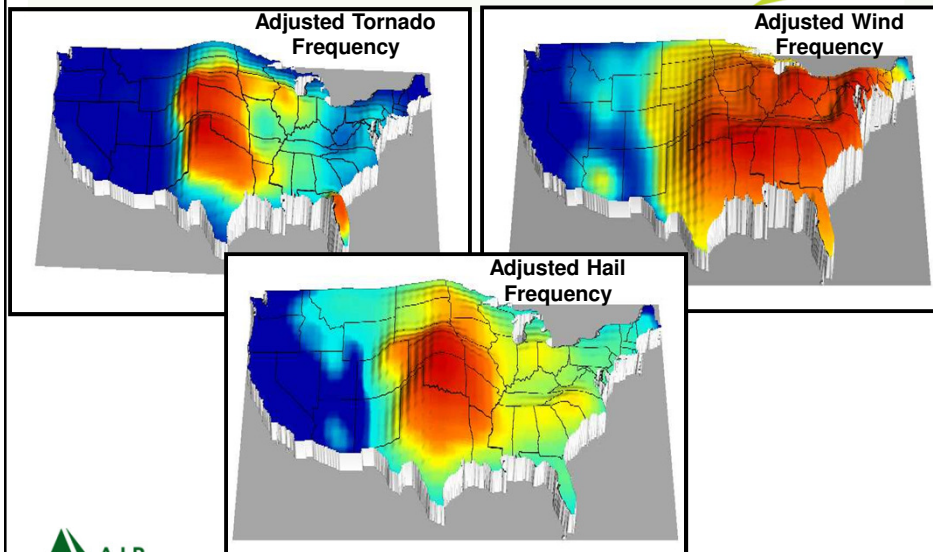 Adjusted Tornado
Frequency
Adjusted Wind
Frequency
Adjusted Hail
Frequency